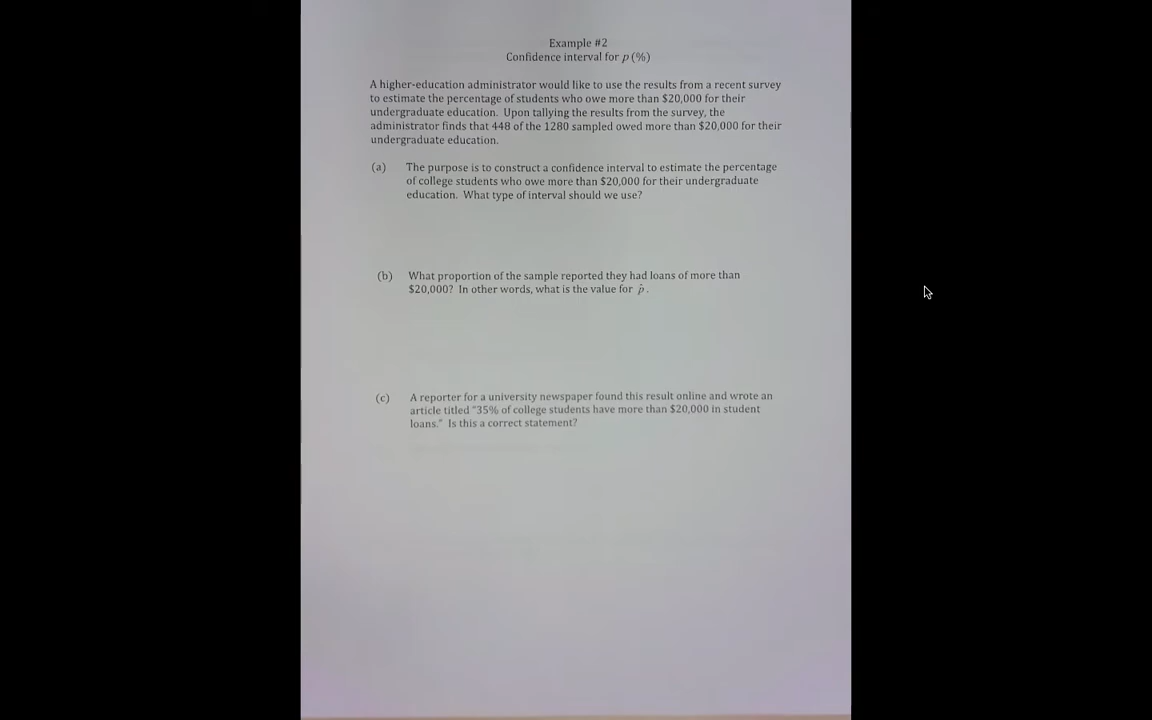 Example #2
Confidence interval for p (%)
A higher-education administrator would like to use the results from a recent survey
to estimate the percentage of students who owe more than $20,000 for their
undergraduate education. Upon tallying the results from the survey, the
administrator finds that 448 of the 1280 sampled owed more than $20,000 for their
undergraduate education.
(a) The purpose is to construct a confidence interval to estimate the percentage
of college students who owe more than $20,000 for their undergraduate
education. What type of interval should we use?
(b) What proportion of the sample reported they had loans of more than
$20,000? In other words, what is the value for p̂ .
(c) A reporter for a university newspaper found this result online and wrote an
article titled "35% of college students have more than $20,000 in student
loans." Is this a correct statement?